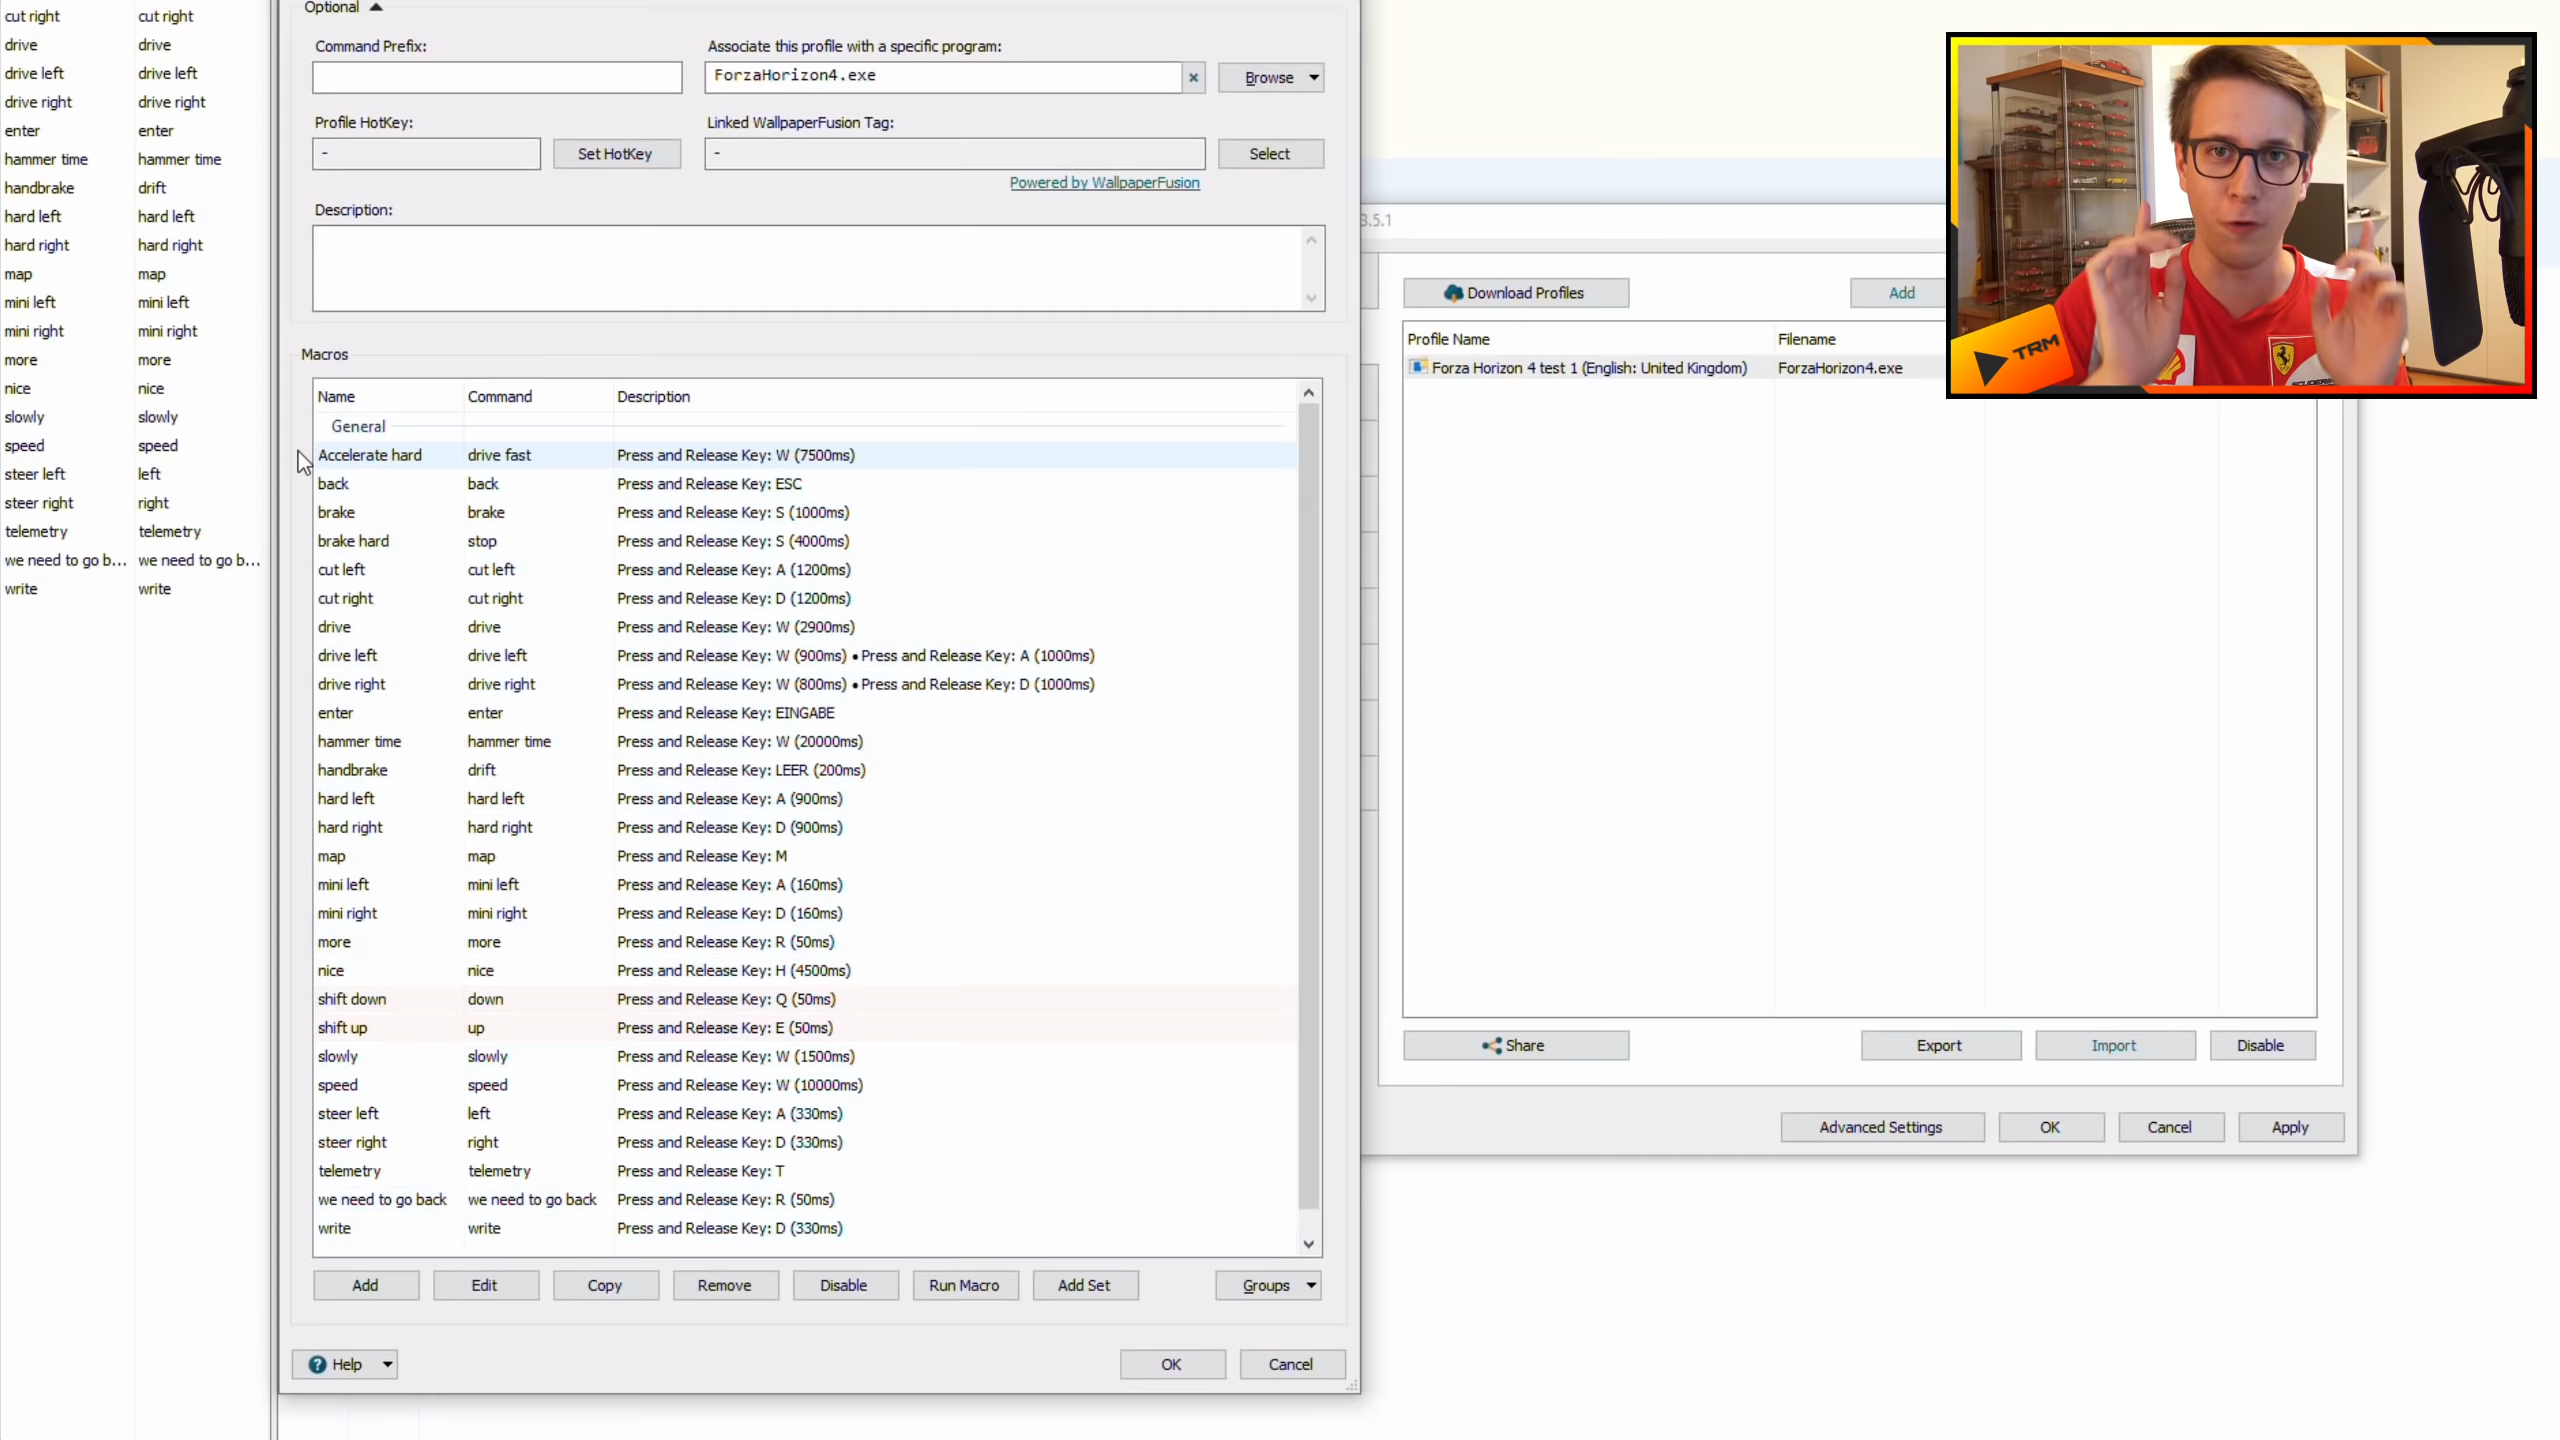 cut right cut right
drive drive
drive left drive left
drive right drive right
enter enter
hammer time hammer time
handbrake drift
hard left hard left
hard right hard right
map map
mini left mini left
mini right mini right
more more
nice nice
slowly slowly
speed speed
steer left left
steer right right
telemetry telemetry
we need to go b... we need to go b...
write write
Optional
Command Prefix:
Associate this profile with a specific program:
ForzaHorizon4.exe
Browse
Profile HotKey:
-
Set HotKey
Linked WallpaperFusion Tag:
-
Select
Powered by WallpaperFusion
Description:
Macros
Name Command Description
General
Accelerate hard drive fast Press and Release Key: W (7500ms)
back back Press and Release Key: ESC
brake brake Press and Release Key: S (1000ms)
brake hard stop Press and Release Key: S (4000ms)
cut left cut left Press and Release Key: A (1200ms)
cut right cut right Press and Release Key: D (1200ms)
drive drive Press and Release Key: W (2900ms)
drive left drive left Press and Release Key: W (900ms) • Press and Release Key: A (1000ms)
drive right drive right Press and Release Key: W (800ms) • Press and Release Key: D (1000ms)
enter enter Press and Release Key: EINGABE
hammer time hammer time Press and Release Key: W (20000ms)
handbrake drift Press and Release Key: LEER (200ms)
hard left hard left Press and Release Key: A (900ms)
hard right hard right Press and Release Key: D (900ms)
map map Press and Release Key: M
mini left mini left Press and Release Key: A (160ms)
mini right mini right Press and Release Key: D (160ms)
more more Press and Release Key: R (50ms)
nice nice Press and Release Key: H (4500ms)
shift down down Press and Release Key: Q (50ms)
shift up up Press and Release Key: E (50ms)
slowly slowly Press and Release Key: W (1500ms)
speed speed Press and Release Key: W (10000ms)
steer left left Press and Release Key: A (330ms)
steer right right Press and Release Key: D (330ms)
telemetry telemetry Press and Release Key: T
we need to go back we need to go back Press and Release Key: R (50ms)
write write Press and Release Key: D (330ms)
Add Edit Copy Remove Disable Run Macro Add Set Groups
Help OK Cancel
3.5.1
Download Profiles Add
Profile Name Filename
Forza Horizon 4 test 1 (English: United Kingdom) ForzaHorizon4.exe
Share Export Import Disable
Advanced Settings OK Cancel Apply
TRM